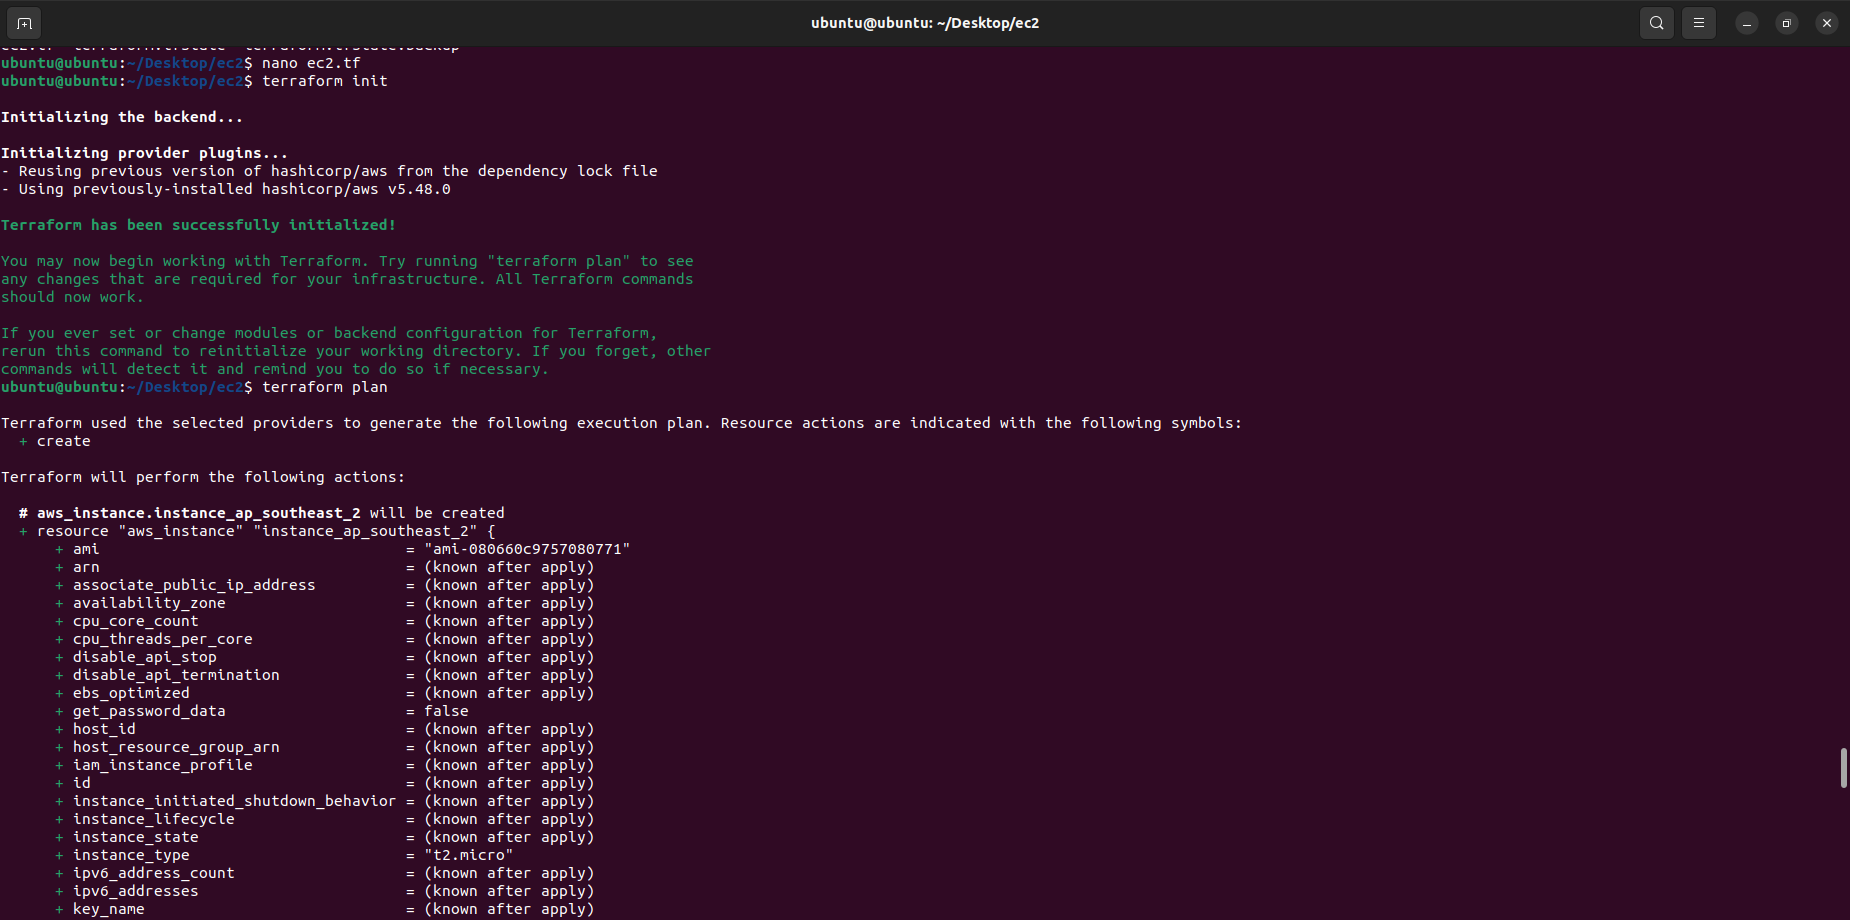 ubuntu@ubuntu: ~/Desktop/ec2
ec2.tf terraform.tfstate terraform.tfstate.backup
ubuntu@ubuntu:~/Desktop/ec2$ nano ec2.tf
ubuntu@ubuntu:~/Desktop/ec2$ terraform init
Initializing the backend...
Initializing provider plugins...
- Reusing previous version of hashicorp/aws from the dependency lock file
- Using previously-installed hashicorp/aws v5.48.0
Terraform has been successfully initialized!
You may now begin working with Terraform. Try running "terraform plan" to see
any changes that are required for your infrastructure. All Terraform commands
should now work.
If you ever set or change modules or backend configuration for Terraform,
rerun this command to reinitialize your working directory. If you forget, other
commands will detect it and remind you to do so if necessary.
ubuntu@ubuntu:~/Desktop/ec2$ terraform plan
Terraform used the selected providers to generate the following execution plan. Resource actions are indicated with the following symbols:
+ create
Terraform will perform the following actions:
# aws_instance.instance_ap_southeast_2 will be created
+ resource "aws_instance" "instance_ap_southeast_2" {
+ ami = "ami-080660c9757080771"
+ arn = (known after apply)
+ associate_public_ip_address = (known after apply)
+ availability_zone = (known after apply)
+ cpu_core_count = (known after apply)
+ cpu_threads_per_core = (known after apply)
+ disable_api_stop = (known after apply)
+ disable_api_termination = (known after apply)
+ ebs_optimized = (known after apply)
+ get_password_data = false
+ host_id = (known after apply)
+ host_resource_group_arn = (known after apply)
+ iam_instance_profile = (known after apply)
+ id = (known after apply)
+ instance_initiated_shutdown_behavior = (known after apply)
+ instance_lifecycle = (known after apply)
+ instance_state = (known after apply)
+ instance_type = "t2.micro"
+ ipv6_address_count = (known after apply)
+ ipv6_addresses = (known after apply)
+ key_name = (known after apply)